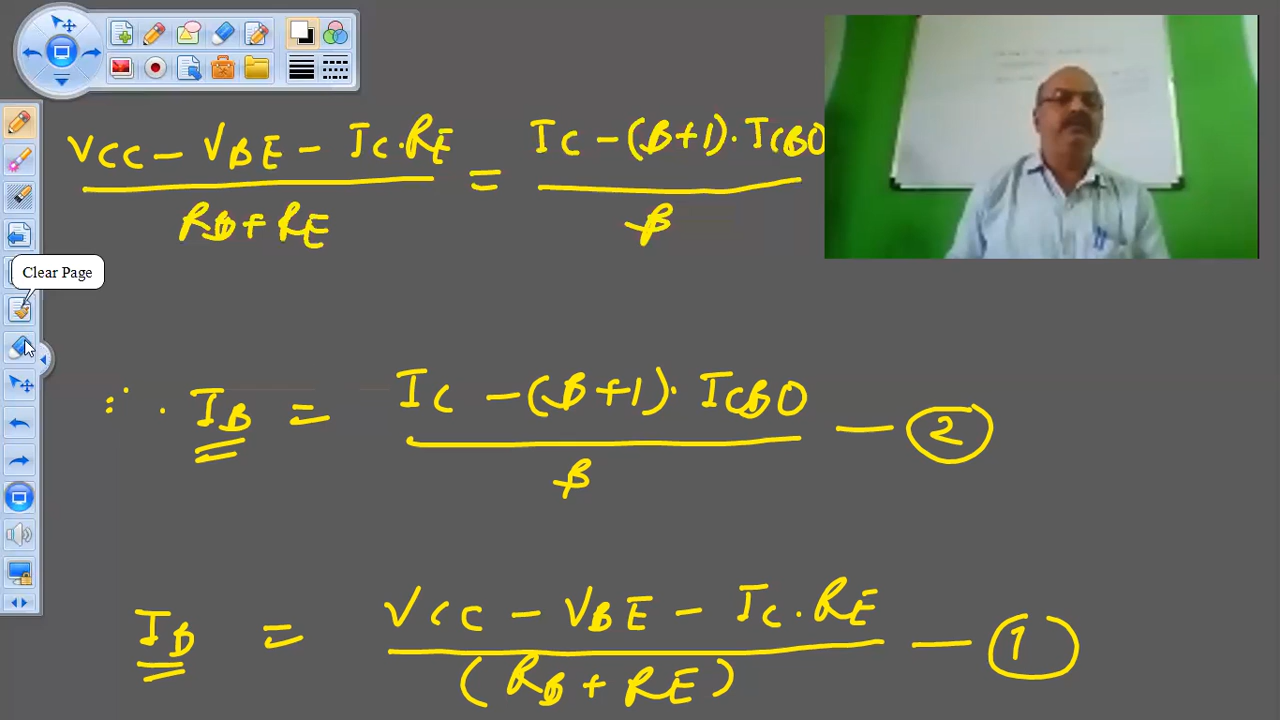 VCC - VBE - IC.RE = IC - (β+1).ICBO
RB + RE β
Clear Page
∴ IB = IC - (β+1).ICBO — 2
β
IB = VCC - VBE - IC.RE — 1
(RB + RE)